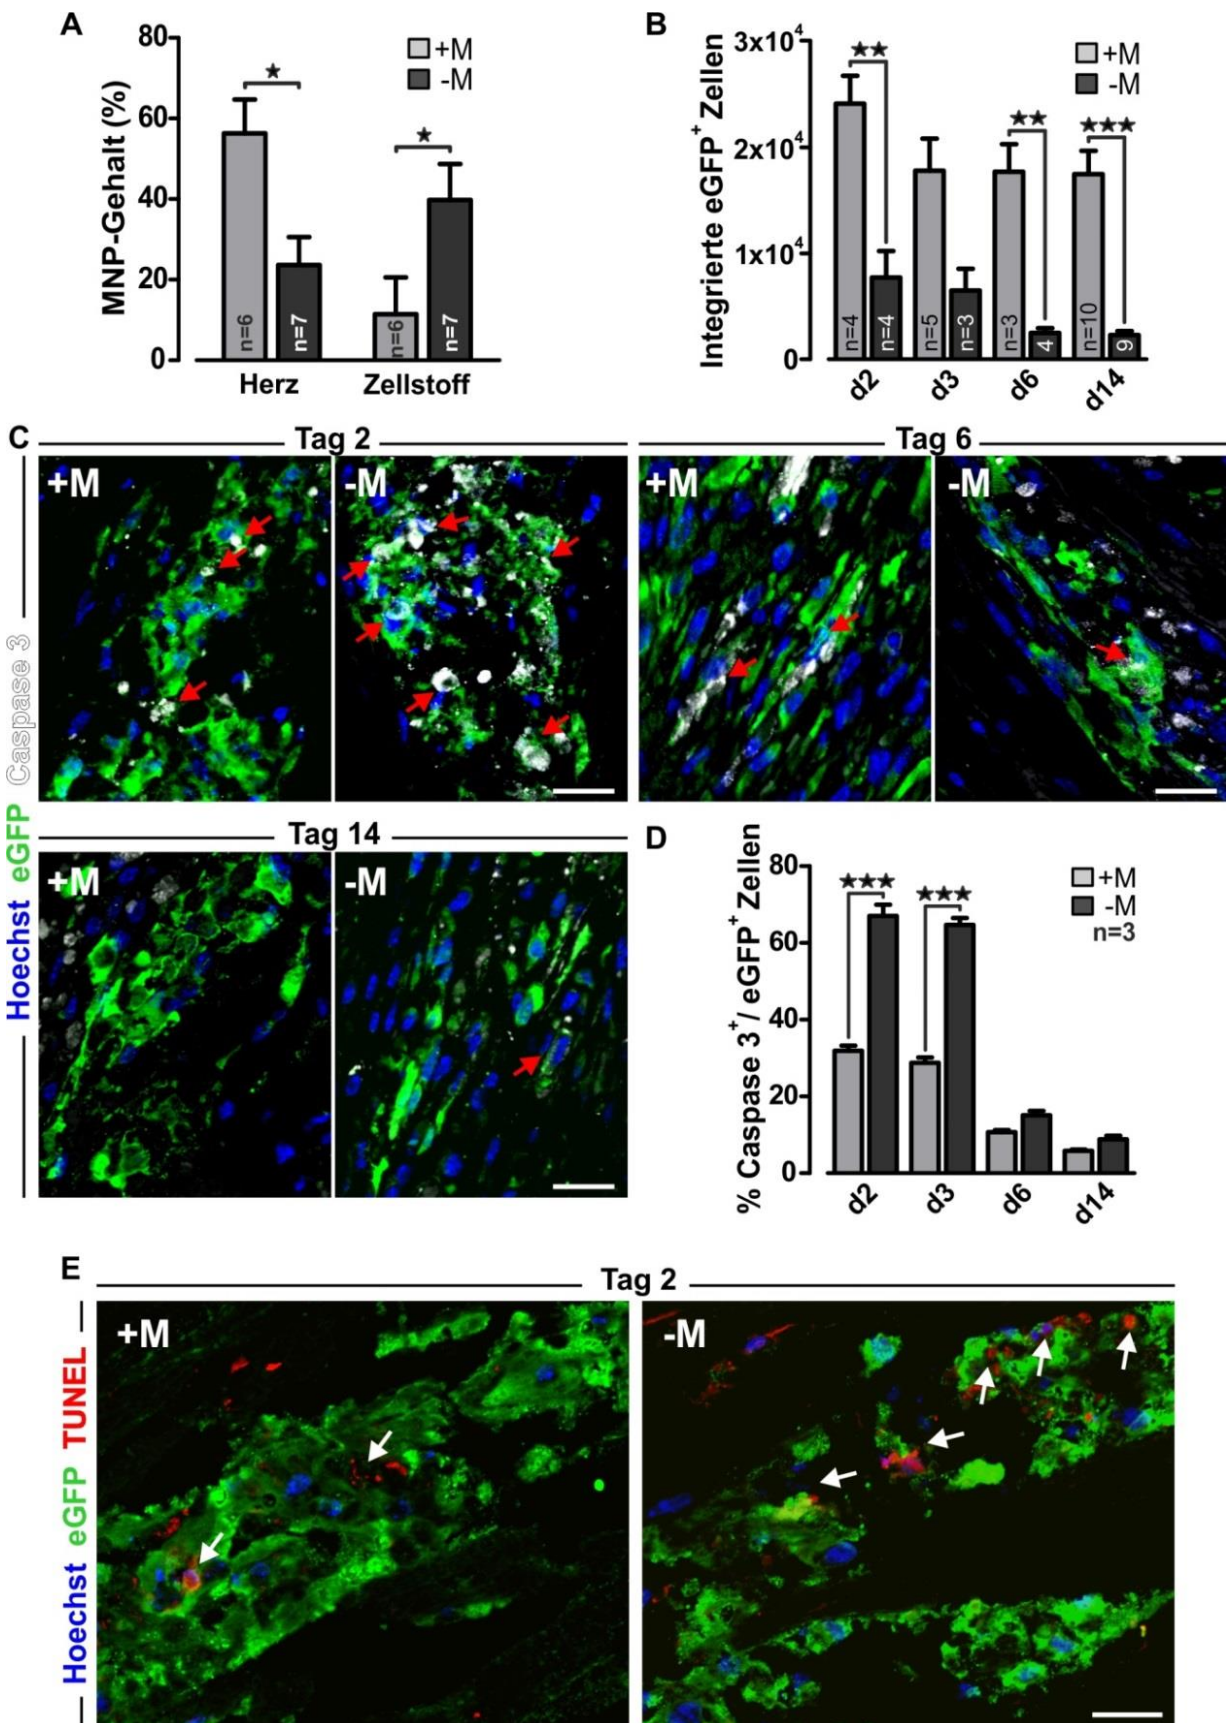 A
80
60
40
20
0
MNP-Gehalt (%)
+M
-M
★
★
n=6
n=7
n=6
n=7
Herz
Zellstoff
B
3x10⁴
2x10⁴
1x10⁴
0
Integrierte eGFP⁺ Zellen
+M
-M
★★
★★
★★★
n=4
n=4
n=5
n=3
n=3
4
n=10
9
d2
d3
d6
d14
C
Tag 2
Tag 6
+M
-M
+M
-M
Tag 14
+M
-M
Hoechst eGFP Caspase 3
D
80
60
40
20
0
% Caspase 3⁺/ eGFP⁺ Zellen
★★★
★★★
+M
-M
n=3
d2
d3
d6
d14
E
Tag 2
+M
-M
Hoechst eGFP TUNEL